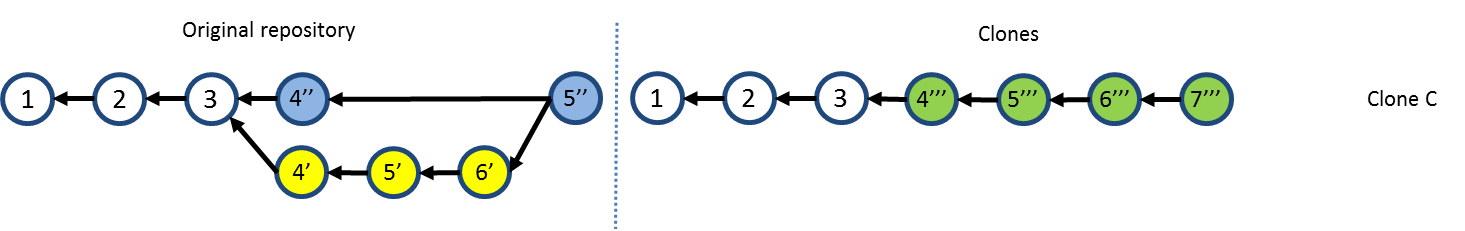 Original repository
Clones
1 2 3 4’’ 5’’ 1 2 3 4’’’ 5’’’ 6’’’ 7’’’ Clone C
4’ 5’ 6’